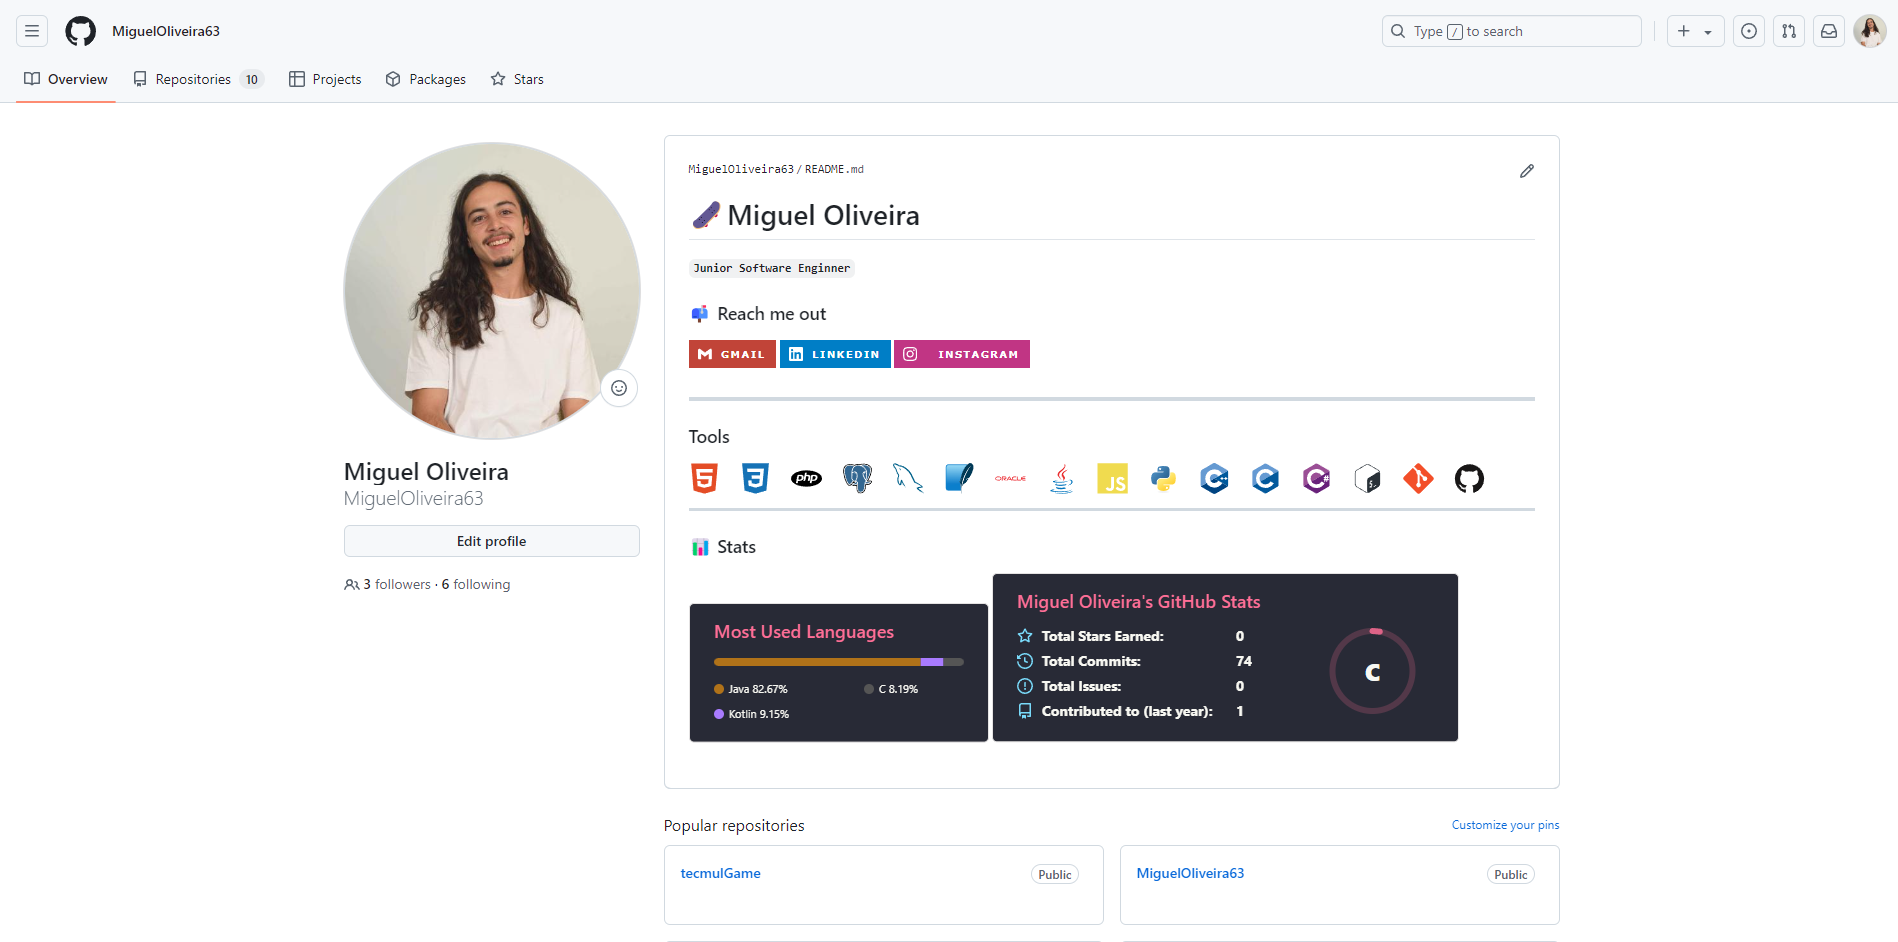 MiguelOliveira63
Type / to search
Overview
Repositories 10
Projects
Packages
Stars
Miguel Oliveira
MiguelOliveira63
Edit profile
3 followers · 6 following
MiguelOliveira63/README.md
Miguel Oliveira
Junior Software Enginner
Reach me out
GMAIL
LINKEDIN
INSTAGRAM
Tools
5
3
php
ORACLE
JS
C++
C
C#
$_
Stats
Most Used Languages
Java 82.67%
C 8.19%
Kotlin 9.15%
Miguel Oliveira's GitHub Stats
Total Stars Earned: 0
Total Commits: 74
Total Issues: 0
Contributed to (last year): 1
C
Popular repositories
Customize your pins
tecmulGame
Public
MiguelOliveira63
Public